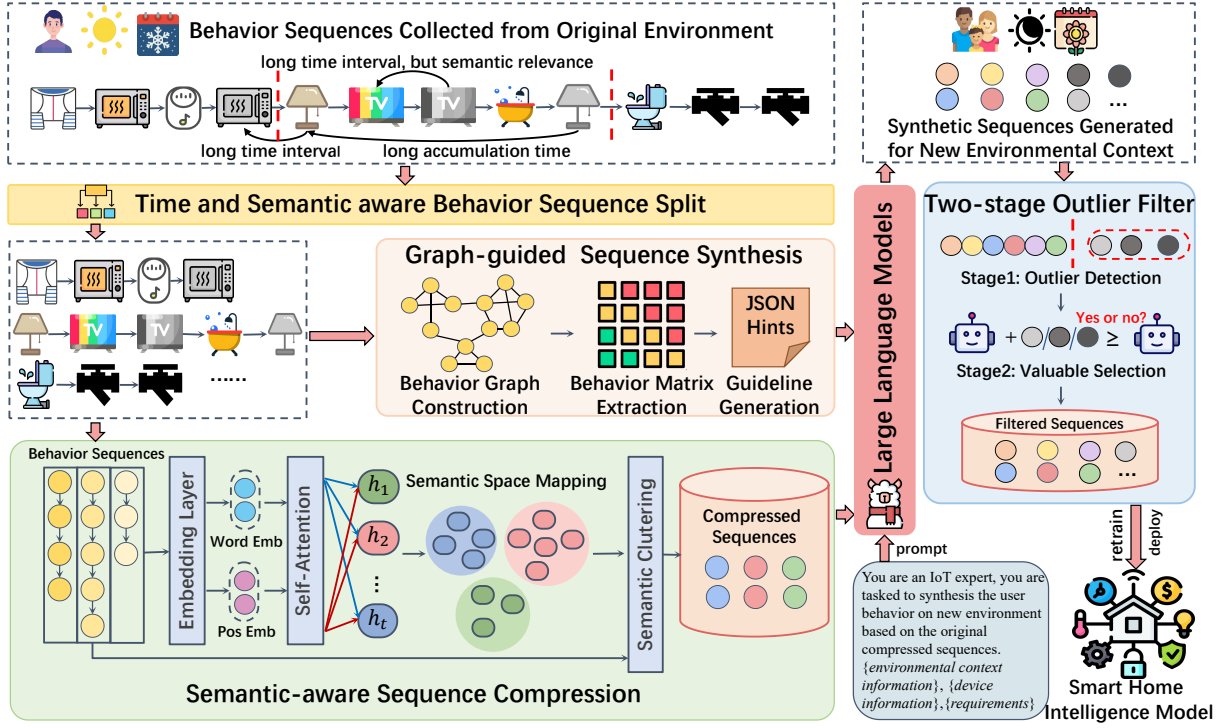 Behavior Sequences Collected from Original Environment
long time interval, but semantic relevance
TV
TV
long time interval
long accumulation time
Time and Semantic aware Behavior Sequence Split
TV
TV
......
Graph-guided Sequence Synthesis
JSON
Hints
Behavior Graph
Construction
Behavior Matrix
Extraction
Guideline
Generation
Behavior Sequences
Embedding Layer
Word Emb
Pos Emb
Self-Attention
h1
h2
⋮
ht
Semantic Space Mapping
Semantic Clutering
Compressed
Sequences
Semantic-aware Sequence Compression
Large Language Models
prompt
You are an IoT expert, you are
tasked to synthesis the user
behavior on new environment
based on the original
compressed sequences.
{environmental context
information}, {device
information},{requirements}
...
Synthetic Sequences Generated
for New Environmental Context
Two-stage Outlier Filter
Stage1: Outlier Detection
Yes or no?
+ / / ≥
Stage2: Valuable Selection
Filtered Sequences
...
retrain
deploy
$
Smart Home
Intelligence Model